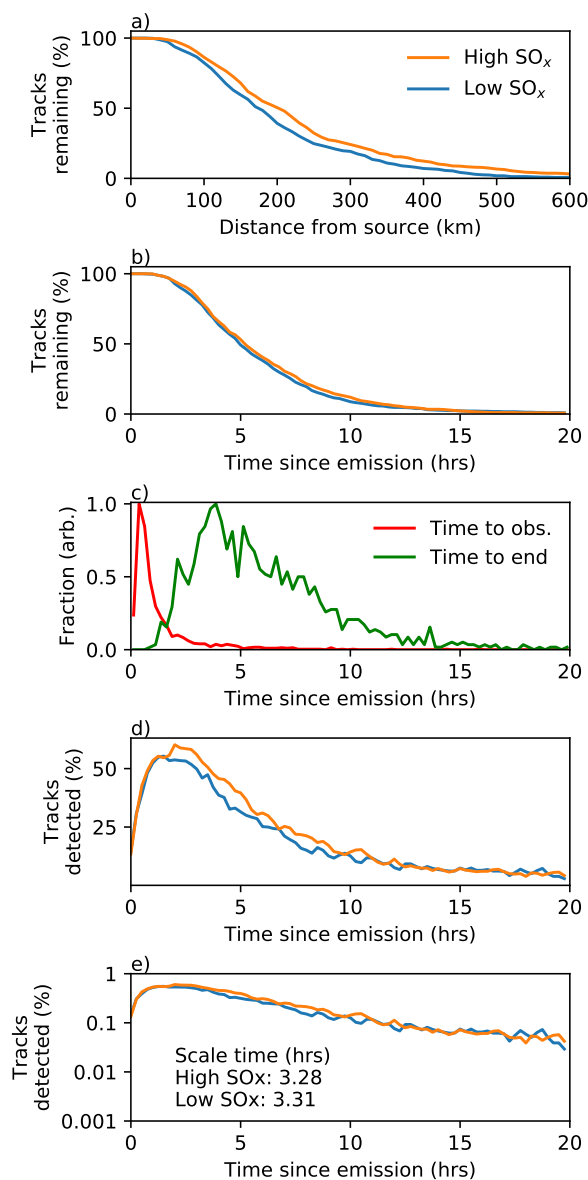 a)
100
50
0
Tracks
remaining (%)
High SOx
Low SOx
0 100 200 300 400 500 600
Distance from source (km)
b)
100
50
0
Tracks
remaining (%)
0 5 10 15 20
Time since emission (hrs)
c)
1.0
0.5
0.0
Fraction (arb.)
Time to obs.
Time to end
0 5 10 15 20
Time since emission (hrs)
d)
50
25
Tracks
detected (%)
0 5 10 15 20
Time since emission (hrs)
e)
1
0.1
0.01
0.001
Tracks
detected (%)
Scale time (hrs)
High SOx: 3.28
Low SOx: 3.31
0 5 10 15 20
Time since emission (hrs)